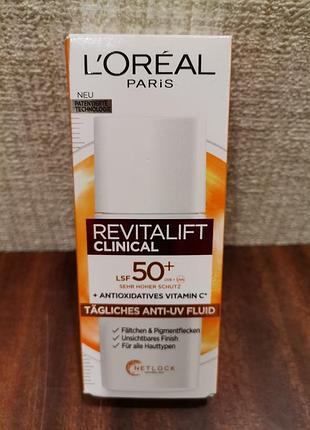 L'ORÉAL
PARIS
NEU
PATENTIERTE
TECHNOLOGIE
REVITALIFT
CLINICAL
LSF 50+
SEHR HOHER SCHUTZ
+ ANTIOXIDATIVES VITAMIN C*
TÄGLICHES ANTI-UV FLUID
✓ Fältchen & Pigmentflecken
✓ Unsichtbares Finish
✓ Für alle Hauttypen
NETLOCK